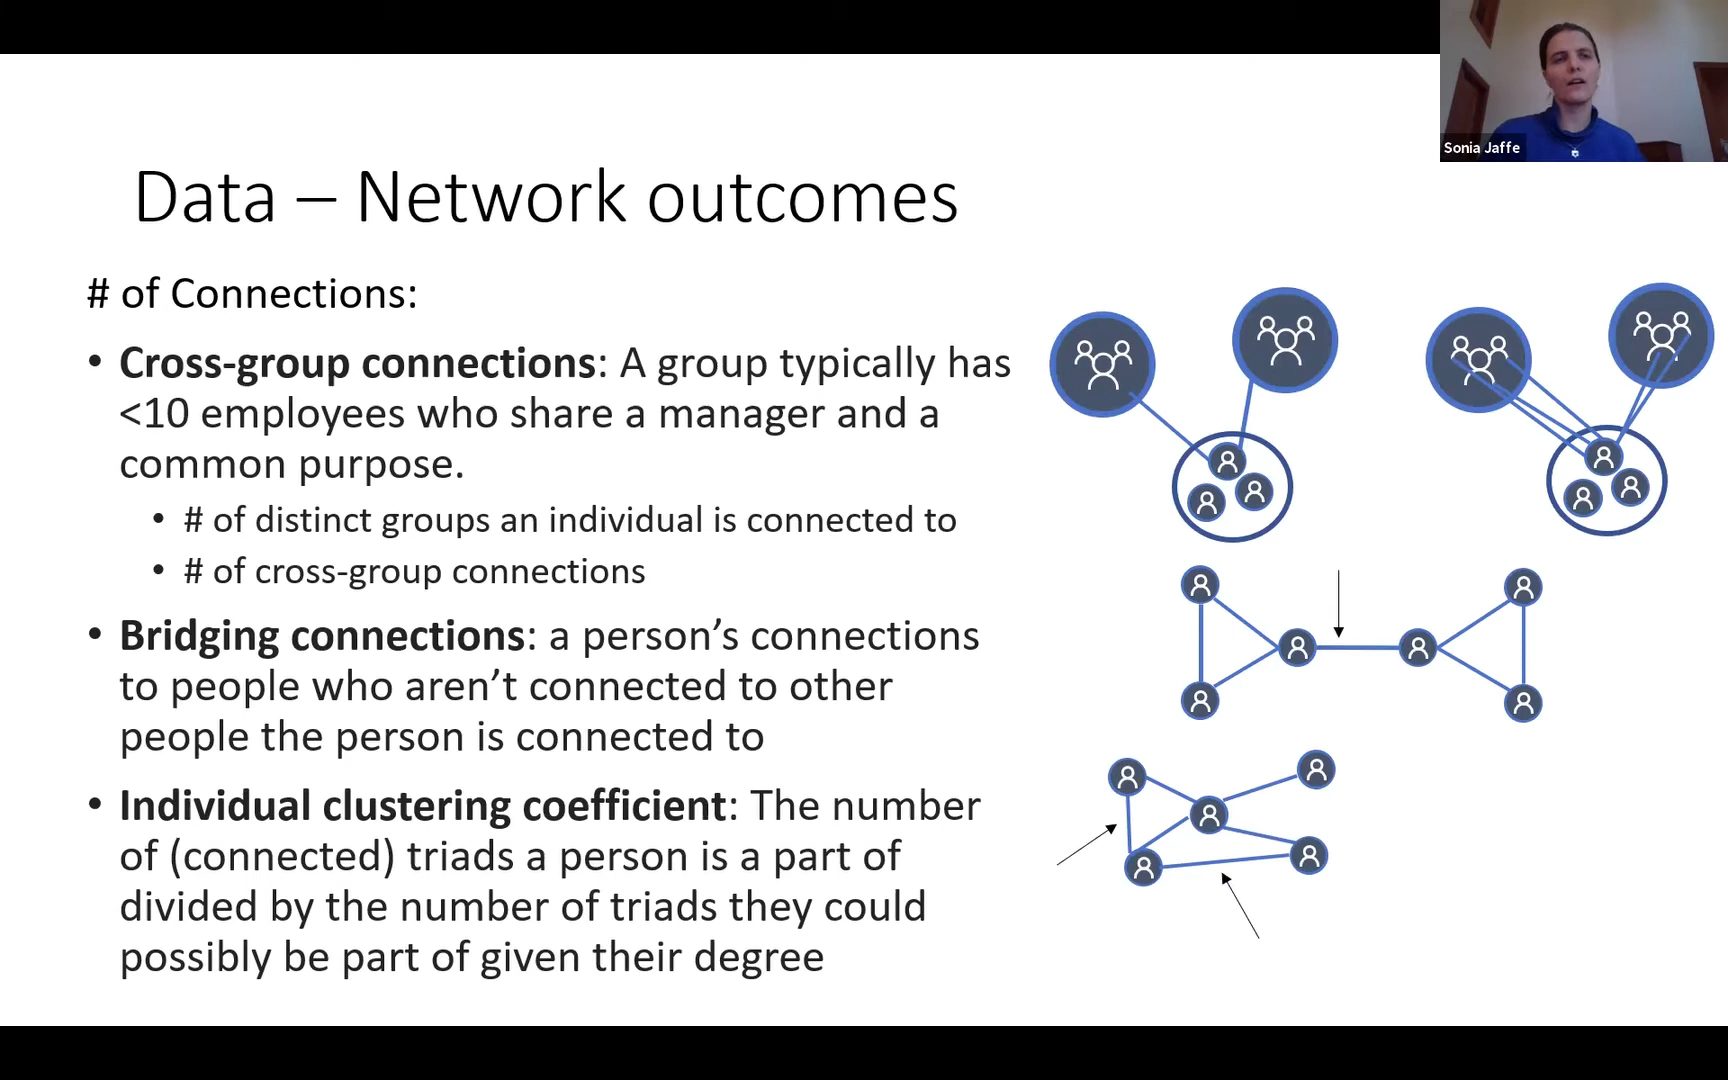 Sonia Jaffe
Data – Network outcomes
# of Connections:
• Cross-group connections: A group typically has
<10 employees who share a manager and a
common purpose.
• # of distinct groups an individual is connected to
• # of cross-group connections
• Bridging connections: a person’s connections
to people who aren’t connected to other
people the person is connected to
• Individual clustering coefficient: The number
of (connected) triads a person is a part of
divided by the number of triads they could
possibly be part of given their degree